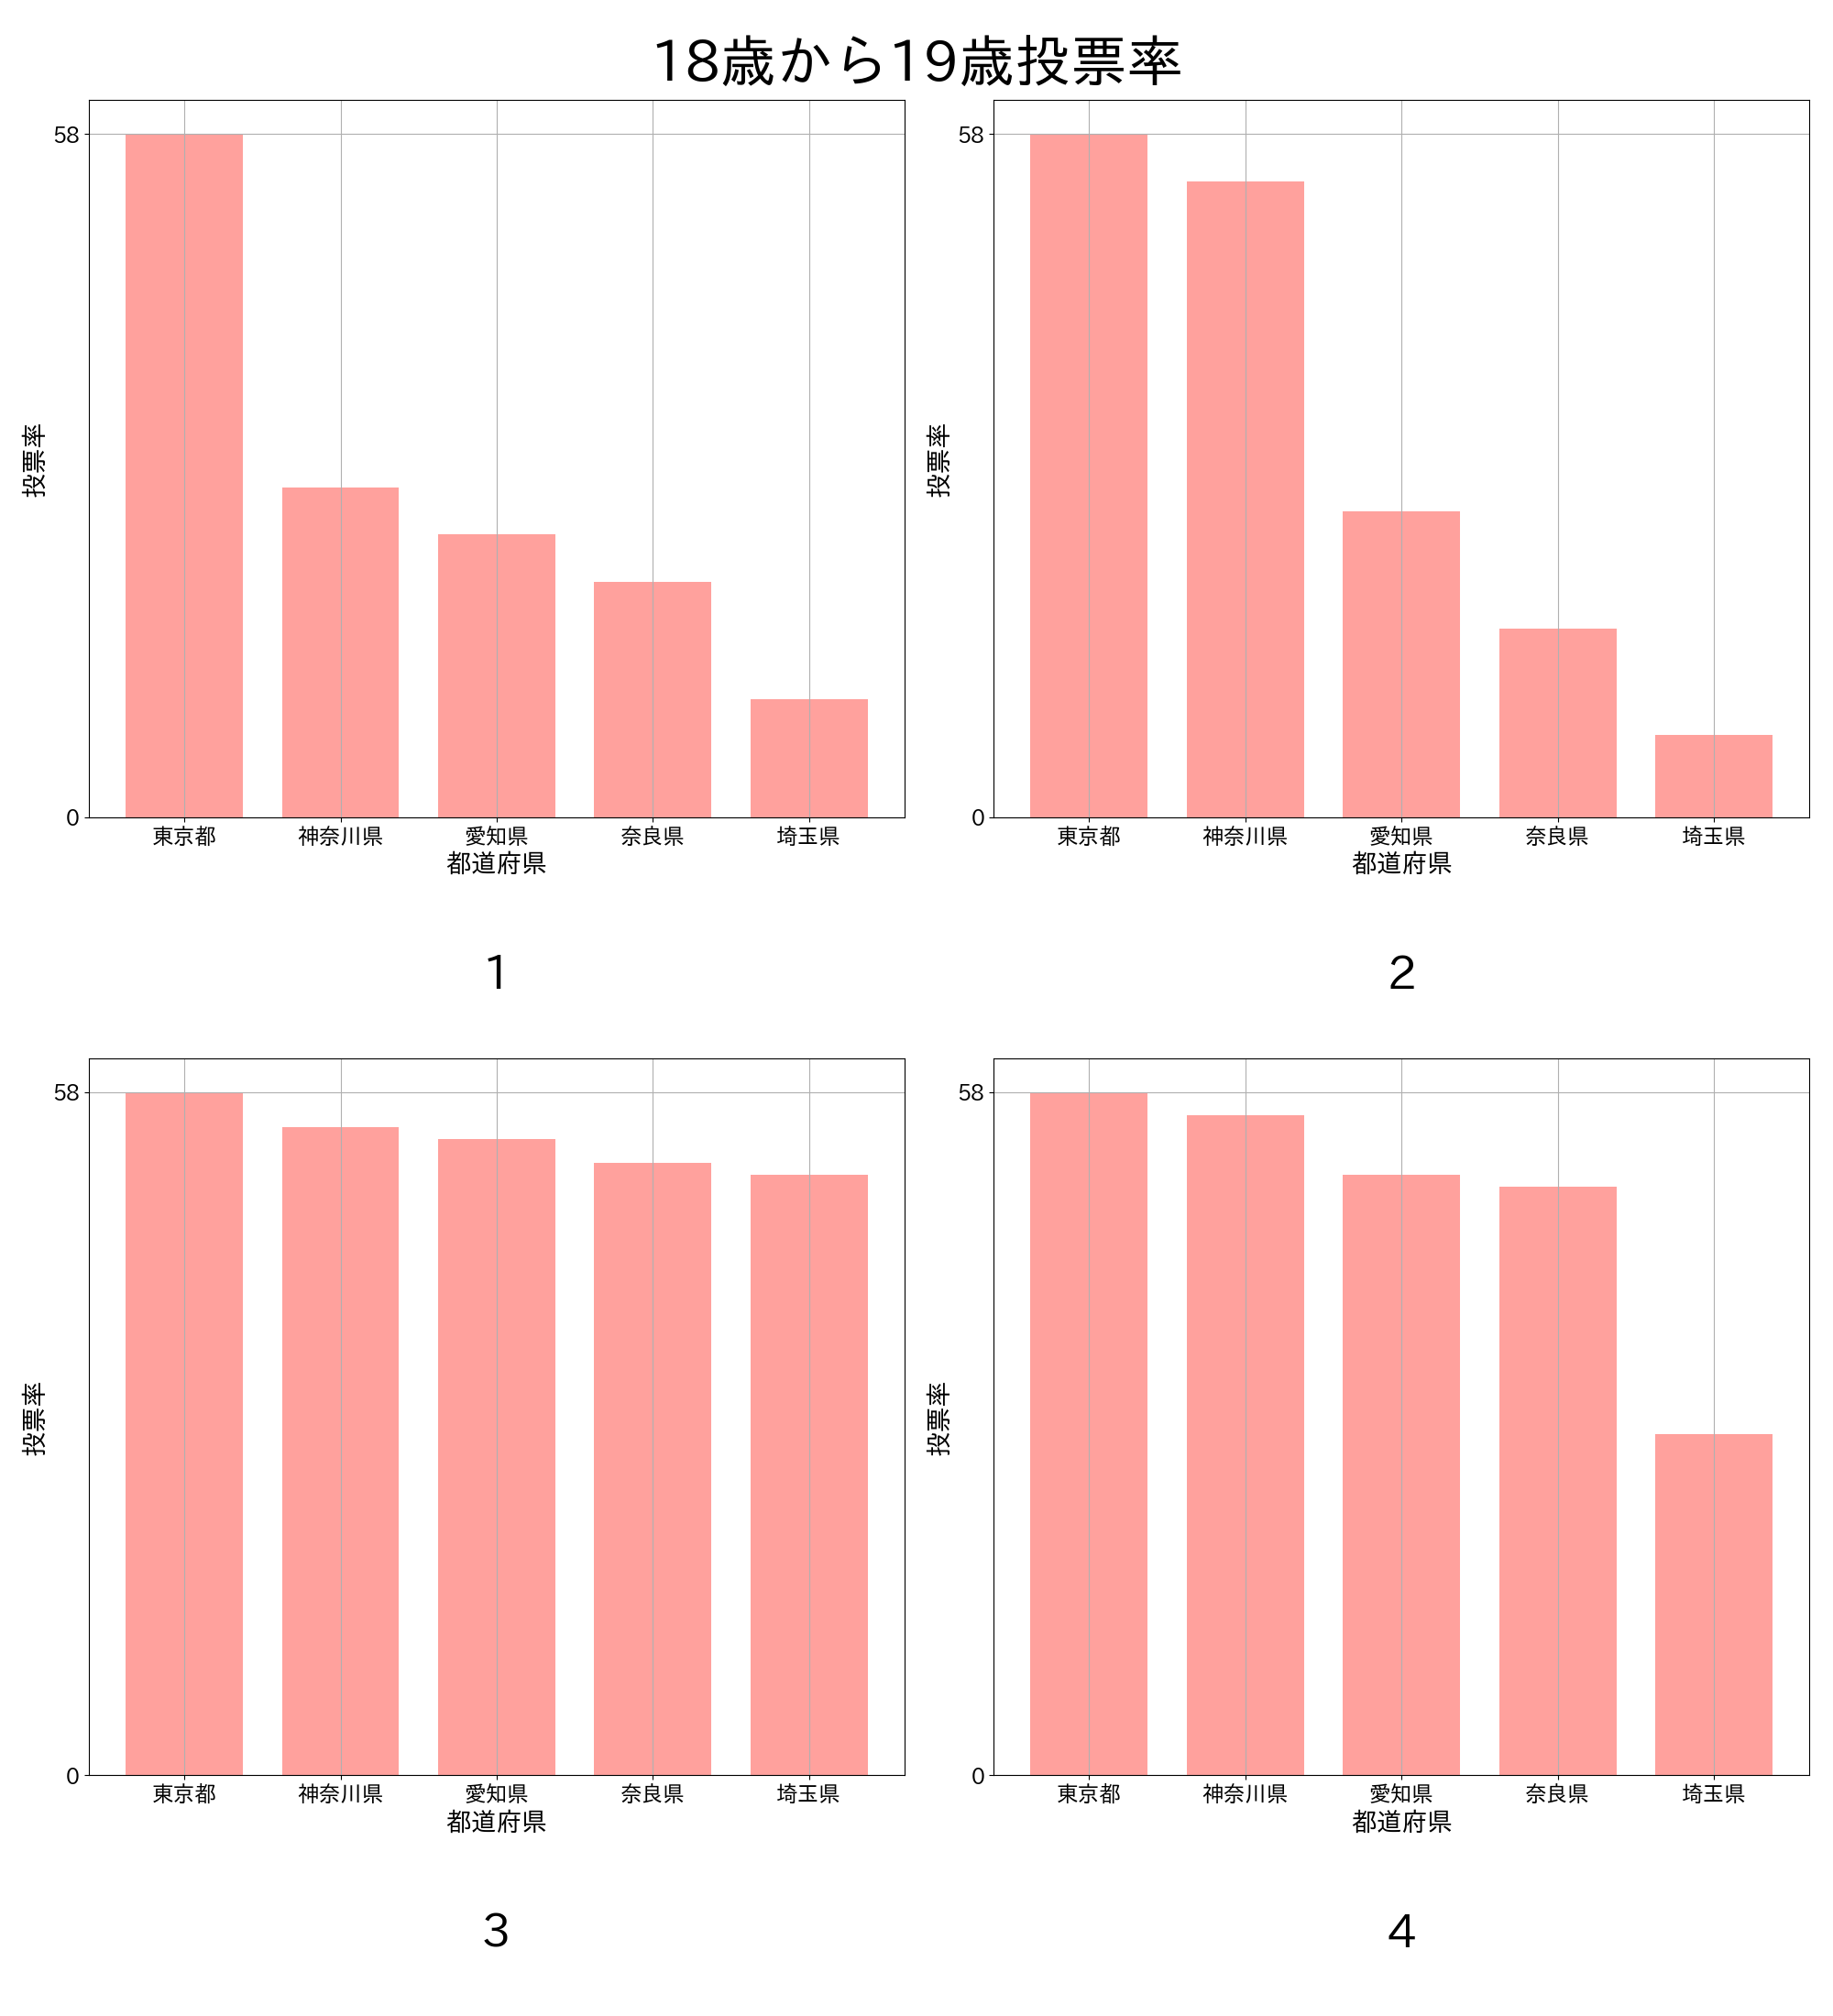 18歳から19歳投票率
58
0
投票率
東京都 神奈川県 愛知県 奈良県 埼玉県
都道府県
1
58
0
投票率
東京都 神奈川県 愛知県 奈良県 埼玉県
都道府県
2
58
0
投票率
東京都 神奈川県 愛知県 奈良県 埼玉県
都道府県
3
58
0
投票率
東京都 神奈川県 愛知県 奈良県 埼玉県
都道府県
4